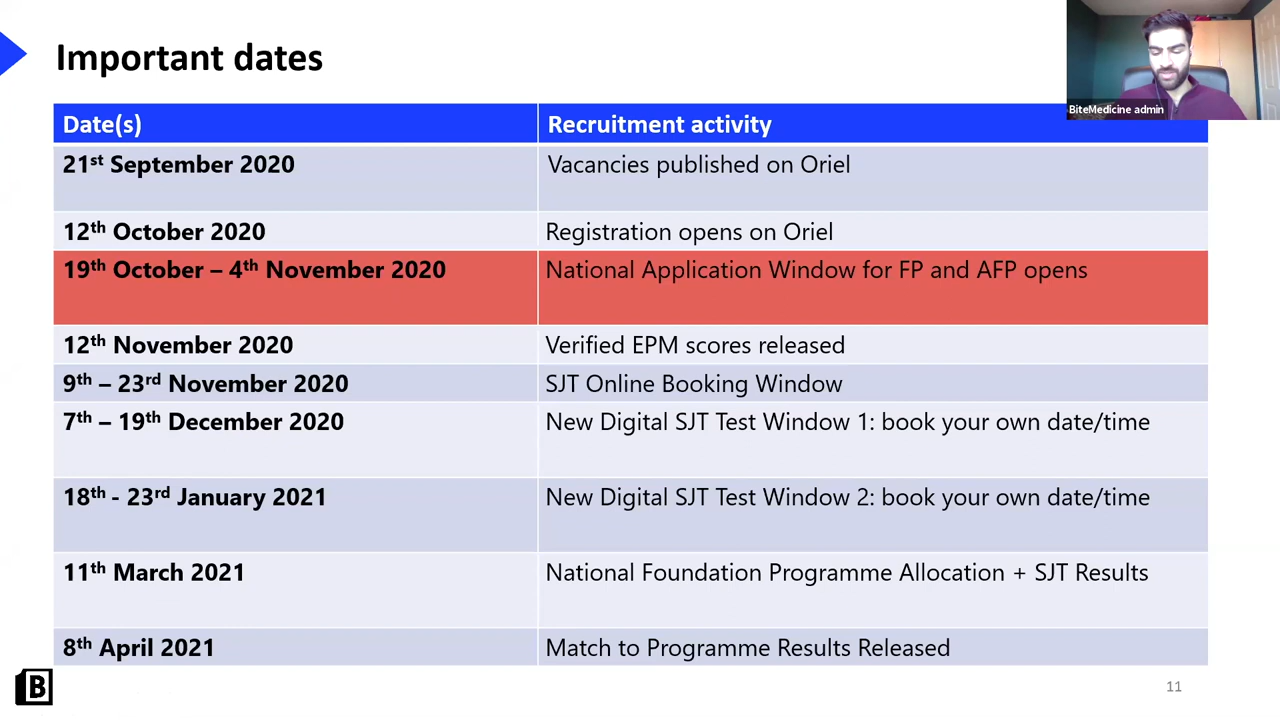 Important dates
BiteMedicine admin
Date(s) Recruitment activity
21st September 2020 Vacancies published on Oriel
12th October 2020 Registration opens on Oriel
19th October – 4th November 2020 National Application Window for FP and AFP opens
12th November 2020 Verified EPM scores released
9th – 23rd November 2020 SJT Online Booking Window
7th – 19th December 2020 New Digital SJT Test Window 1: book your own date/time
18th - 23rd January 2021 New Digital SJT Test Window 2: book your own date/time
11th March 2021 National Foundation Programme Allocation + SJT Results
8th April 2021 Match to Programme Results Released
B
11